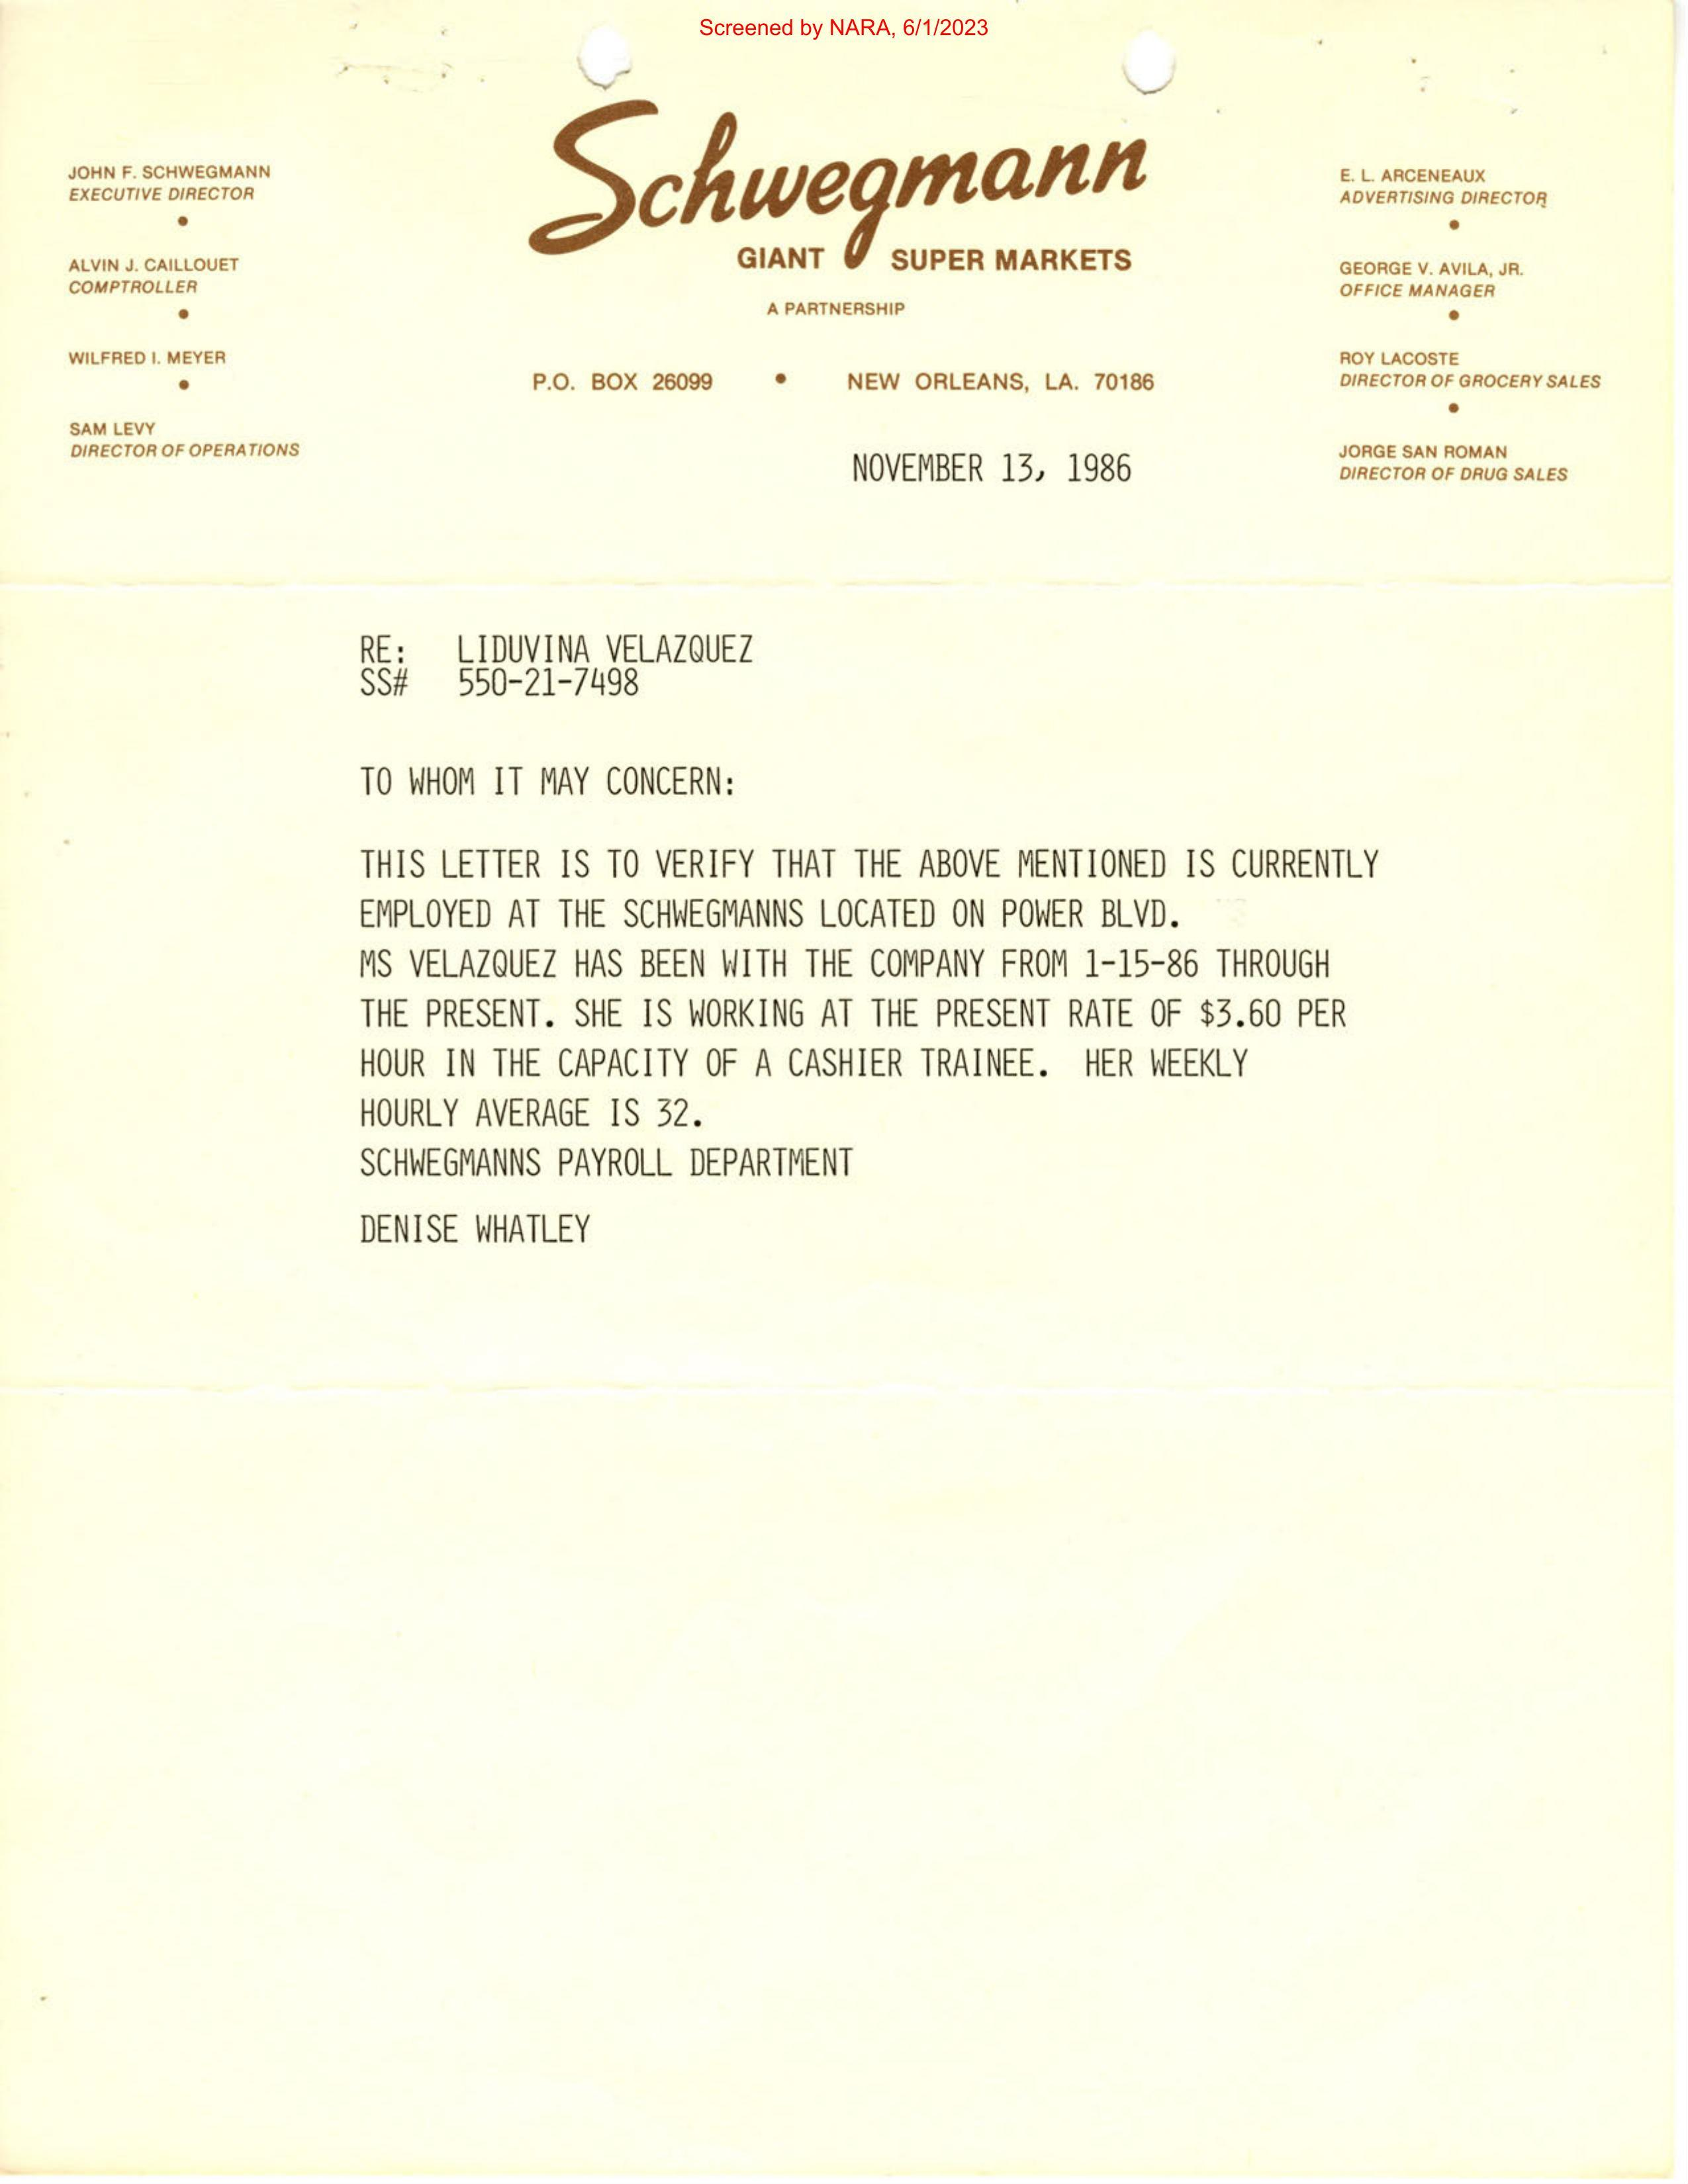 Screened by NARA, 6/1/2023
Schwegmann
GIANT SUPER MARKETS
A PARTNERSHIP
P.O. BOX 26099 • NEW ORLEANS, LA. 70186
JOHN F. SCHWEGMANN
EXECUTIVE DIRECTOR
•
ALVIN J. CAILLOUET
COMPTROLLER
•
WILFRED I. MEYER
•
SAM LEVY
DIRECTOR OF OPERATIONS
E. L. ARCENEAUX
ADVERTISING DIRECTOR
•
GEORGE V. AVILA, JR.
OFFICE MANAGER
•
ROY LACOSTE
DIRECTOR OF GROCERY SALES
•
JORGE SAN ROMAN
DIRECTOR OF DRUG SALES
NOVEMBER 13, 1986
RE: LIDUVINA VELAZQUEZ
SS# 550-21-7498
TO WHOM IT MAY CONCERN:
THIS LETTER IS TO VERIFY THAT THE ABOVE MENTIONED IS CURRENTLY
EMPLOYED AT THE SCHWEGMANNS LOCATED ON POWER BLVD.
MS VELAZQUEZ HAS BEEN WITH THE COMPANY FROM 1-15-86 THROUGH
THE PRESENT. SHE IS WORKING AT THE PRESENT RATE OF $3.60 PER
HOUR IN THE CAPACITY OF A CASHIER TRAINEE. HER WEEKLY
HOURLY AVERAGE IS 32.
SCHWEGMANNS PAYROLL DEPARTMENT
DENISE WHATLEY